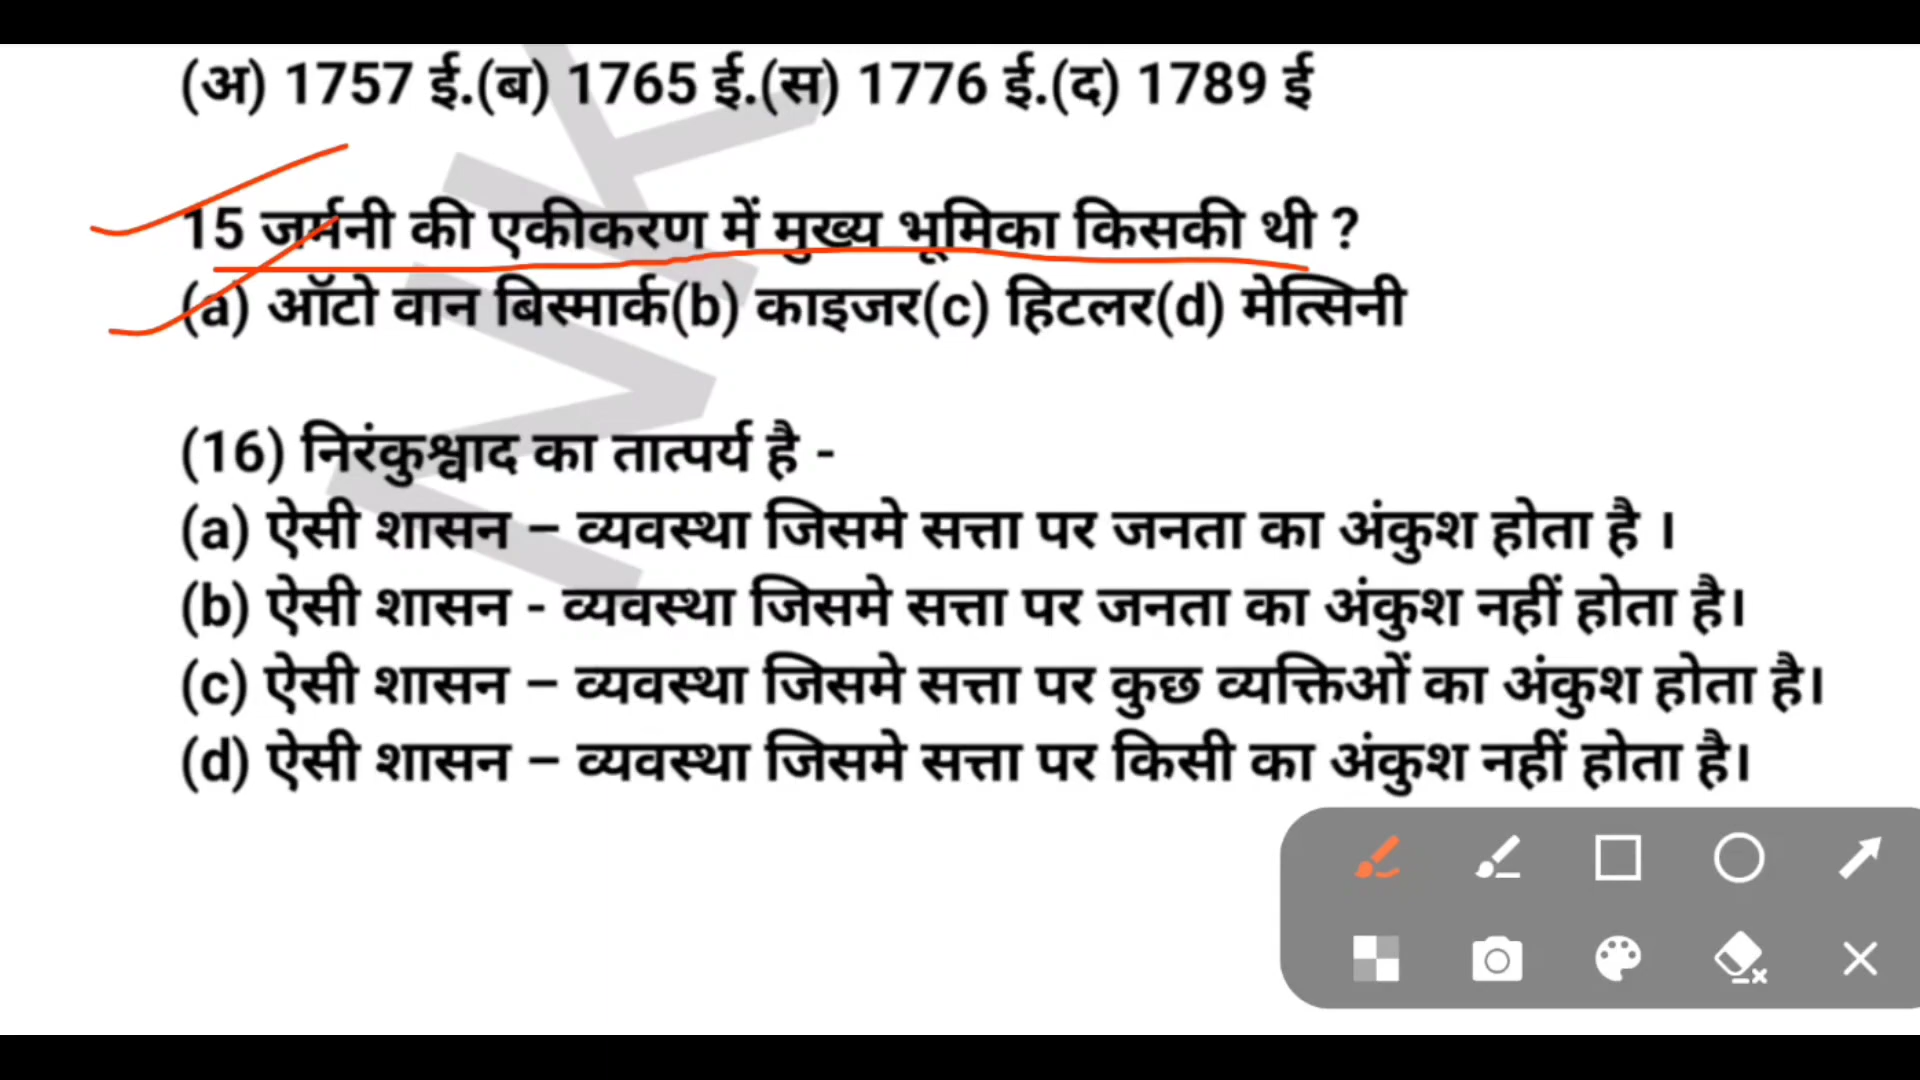 (अ) 1757 ई.(ब) 1765 ई.(स) 1776 ई.(द) 1789 ई
15 जर्मनी की एकीकरण में मुख्य भूमिका किसकी थी ?
(a) ऑटो वान बिस्मार्क(b) काइजर(c) हिटलर(d) मेत्सिनी
(16) निरंकुश्वाद का तात्पर्य है -
(a) ऐसी शासन – व्यवस्था जिसमे सत्ता पर जनता का अंकुश होता है ।
(b) ऐसी शासन - व्यवस्था जिसमे सत्ता पर जनता का अंकुश नहीं होता है।
(c) ऐसी शासन – व्यवस्था जिसमे सत्ता पर कुछ व्यक्तिओं का अंकुश होता है।
(d) ऐसी शासन – व्यवस्था जिसमे सत्ता पर किसी का अंकुश नहीं होता है।